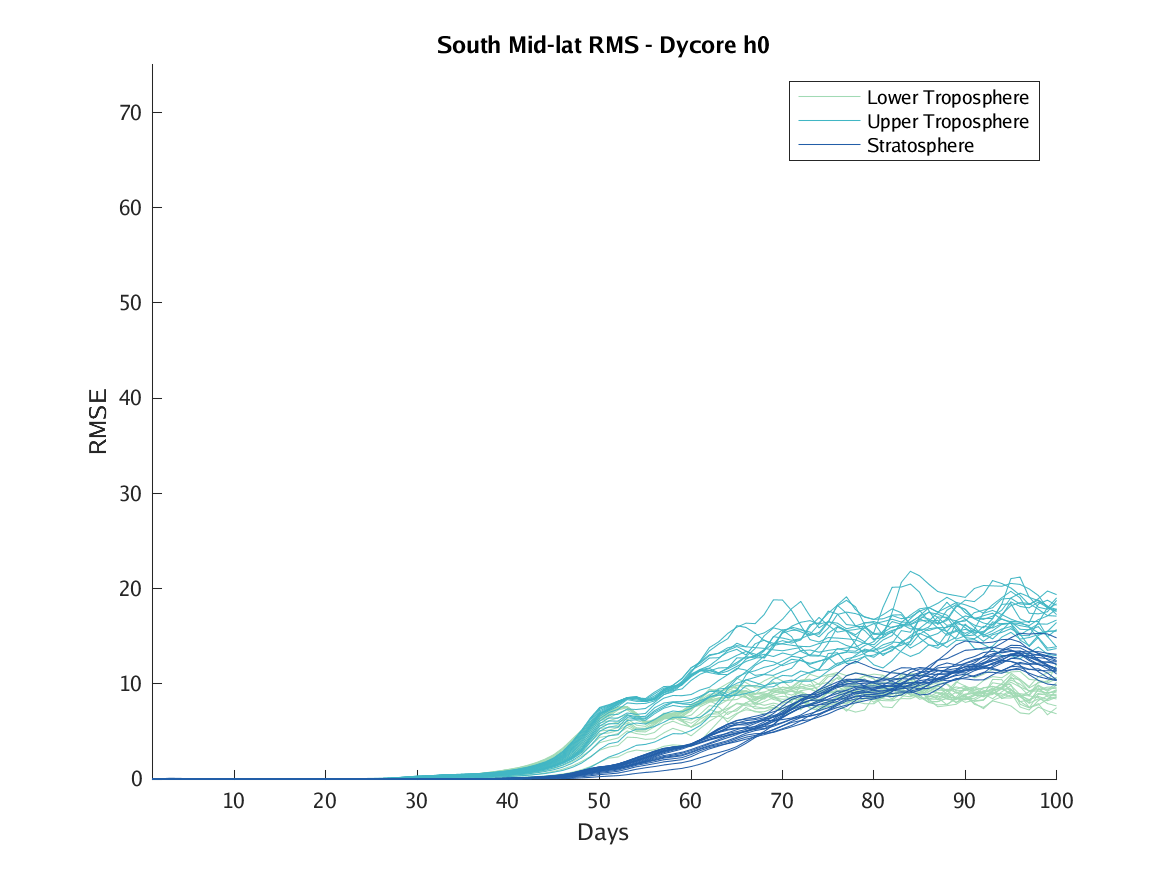 South Mid-lat RMS - Dycore h0
Lower Troposphere
Upper Troposphere
Stratosphere
RMSE
70
60
50
40
30
20
10
0
10 20 30 40 50 60 70 80 90 100
Days